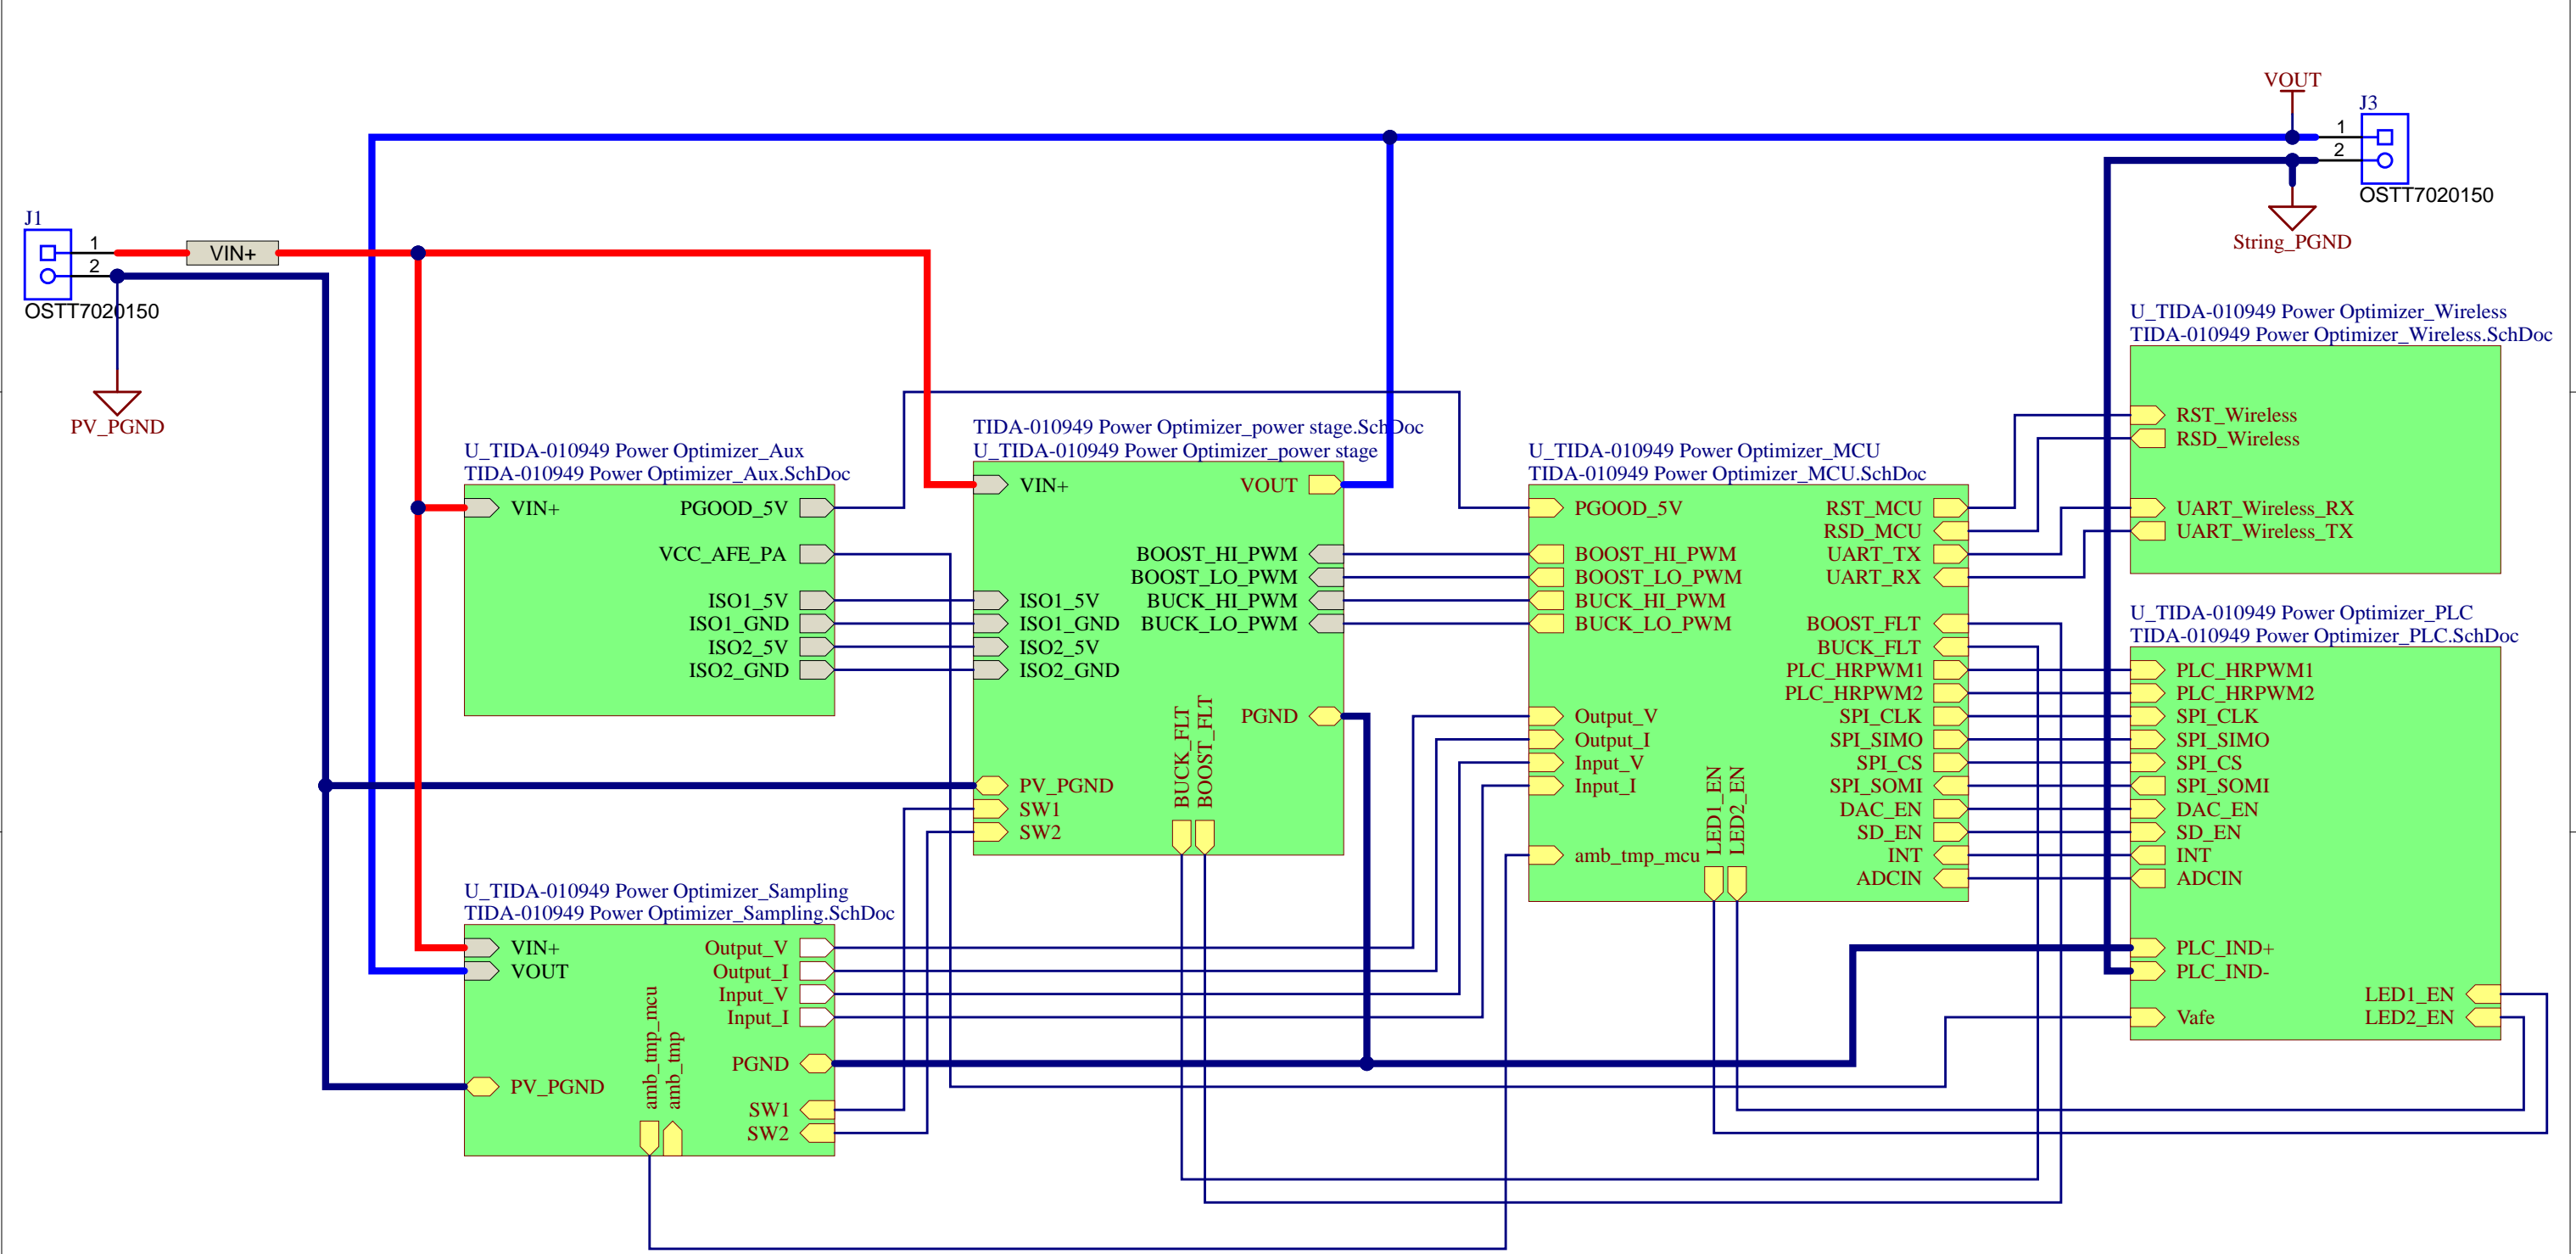 VOUT
J3
1
2
OSTT7020150
String_PGND
J1
1
2
VIN+
OSTT7020150
PV_PGND
U_TIDA-010949 Power Optimizer_Aux
TIDA-010949 Power Optimizer_Aux.SchDoc
VIN+
PGOOD_5V
VCC_AFE_PA
ISO1_5V
ISO1_GND
ISO2_5V
ISO2_GND
TIDA-010949 Power Optimizer_power stage.SchDoc
U_TIDA-010949 Power Optimizer_power stage
VIN+
VOUT
BOOST_HI_PWM
BOOST_LO_PWM
ISO1_5V
BUCK_HI_PWM
ISO1_GND
BUCK_LO_PWM
ISO2_5V
ISO2_GND
PGND
BUCK_FLT
BOOST_FLT
PV_PGND
SW1
SW2
U_TIDA-010949 Power Optimizer_MCU
TIDA-010949 Power Optimizer_MCU.SchDoc
PGOOD_5V
RST_MCU
RSD_MCU
BOOST_HI_PWM
UART_TX
BOOST_LO_PWM
UART_RX
BUCK_HI_PWM
BUCK_LO_PWM
BOOST_FLT
BUCK_FLT
PLC_HRPWM1
PLC_HRPWM2
Output_V
SPI_CLK
Output_I
SPI_SIMO
Input_V
SPI_CS
Input_I
SPI_SOMI
DAC_EN
SD_EN
amb_tmp_mcu
INT
ADCIN
LED1_EN
LED2_EN
U_TIDA-010949 Power Optimizer_Wireless
TIDA-010949 Power Optimizer_Wireless.SchDoc
RST_Wireless
RSD_Wireless
UART_Wireless_RX
UART_Wireless_TX
U_TIDA-010949 Power Optimizer_PLC
TIDA-010949 Power Optimizer_PLC.SchDoc
PLC_HRPWM1
PLC_HRPWM2
SPI_CLK
SPI_SIMO
SPI_CS
SPI_SOMI
DAC_EN
SD_EN
INT
ADCIN
PLC_IND+
PLC_IND-
LED1_EN
Vafe
LED2_EN
U_TIDA-010949 Power Optimizer_Sampling
TIDA-010949 Power Optimizer_Sampling.SchDoc
VIN+
Output_V
VOUT
Output_I
Input_V
Input_I
PGND
PV_PGND
amb_tmp_mcu
amb_tmp
SW1
SW2